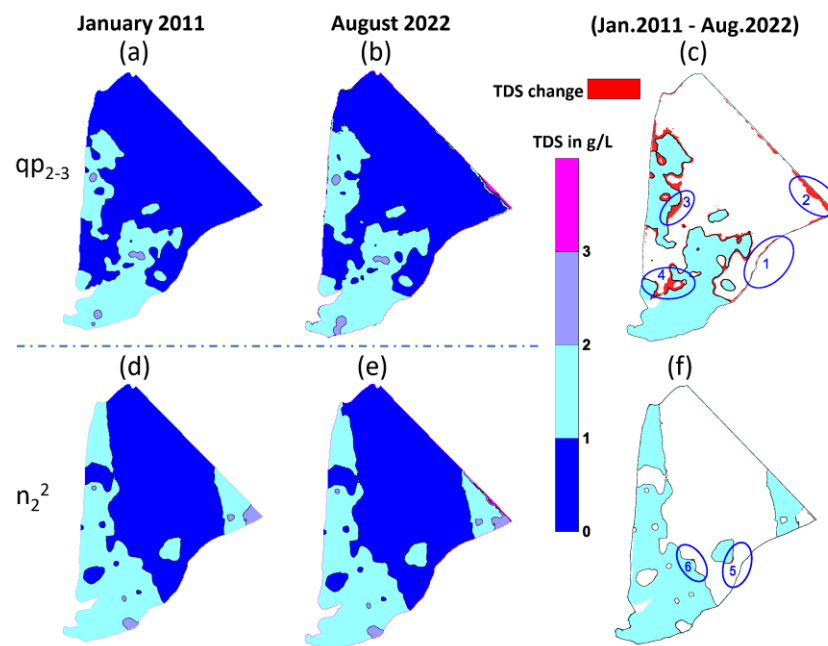 January 2011
August 2022
(Jan.2011 - Aug.2022)
(a)
(b)
(c)
TDS change
TDS in g/L
qp2-3
3
2
1
0
1
2
3
4
(d)
(e)
(f)
n₂²
5
6